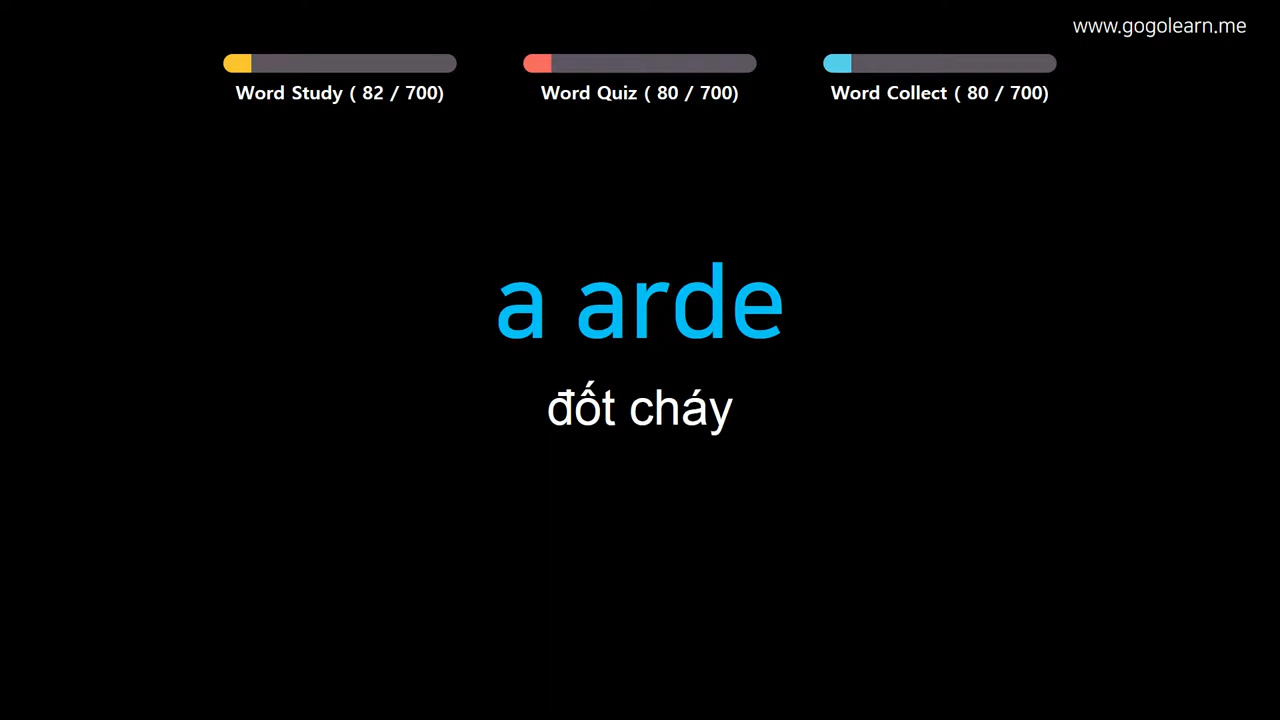 www.gogolearn.me
Word Study ( 82 / 700)
Word Quiz ( 80 / 700)
Word Collect ( 80 / 700)
a arde
đốt cháy